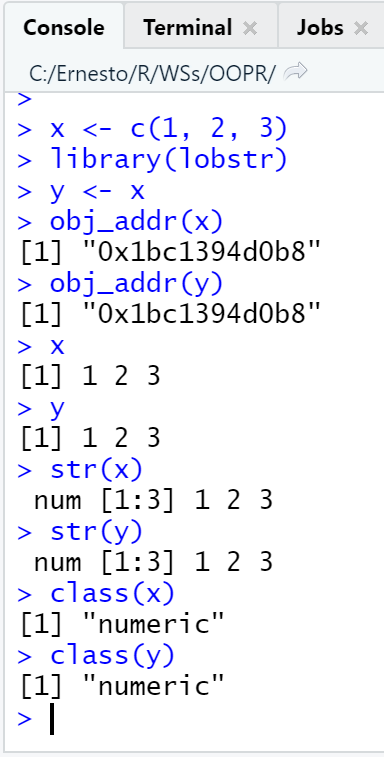 Console Terminal × Jobs ×
C:/Ernesto/R/WSs/OOPR/
>
> x <- c(1, 2, 3)
> library(lobstr)
> y <- x
> obj_addr(x)
[1] "0x1bc1394d0b8"
> obj_addr(y)
[1] "0x1bc1394d0b8"
> x
[1] 1 2 3
> y
[1] 1 2 3
> str(x)
 num [1:3] 1 2 3
> str(y)
 num [1:3] 1 2 3
> class(x)
[1] "numeric"
> class(y)
[1] "numeric"
>